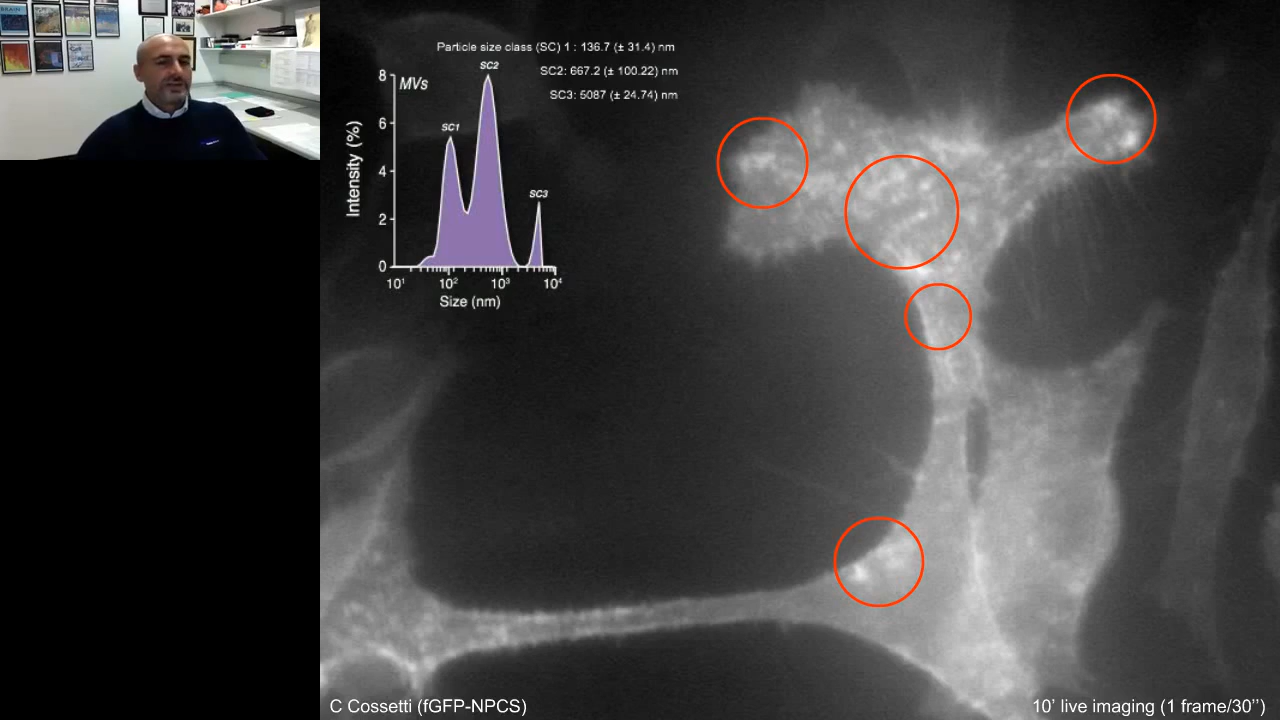 BRAIN
Particle size class (SC) 1 : 136.7 (± 31.4) nm
SC2: 667.2 (± 100.22) nm
SC3: 5087 (± 24.74) nm
MVs
SC1
SC2
SC3
Intensity (%)
8
6
4
2
0
10¹ 10² 10³ 10⁴
Size (nm)
C Cossetti (fGFP-NPCS)
10’ live imaging (1 frame/30’’)